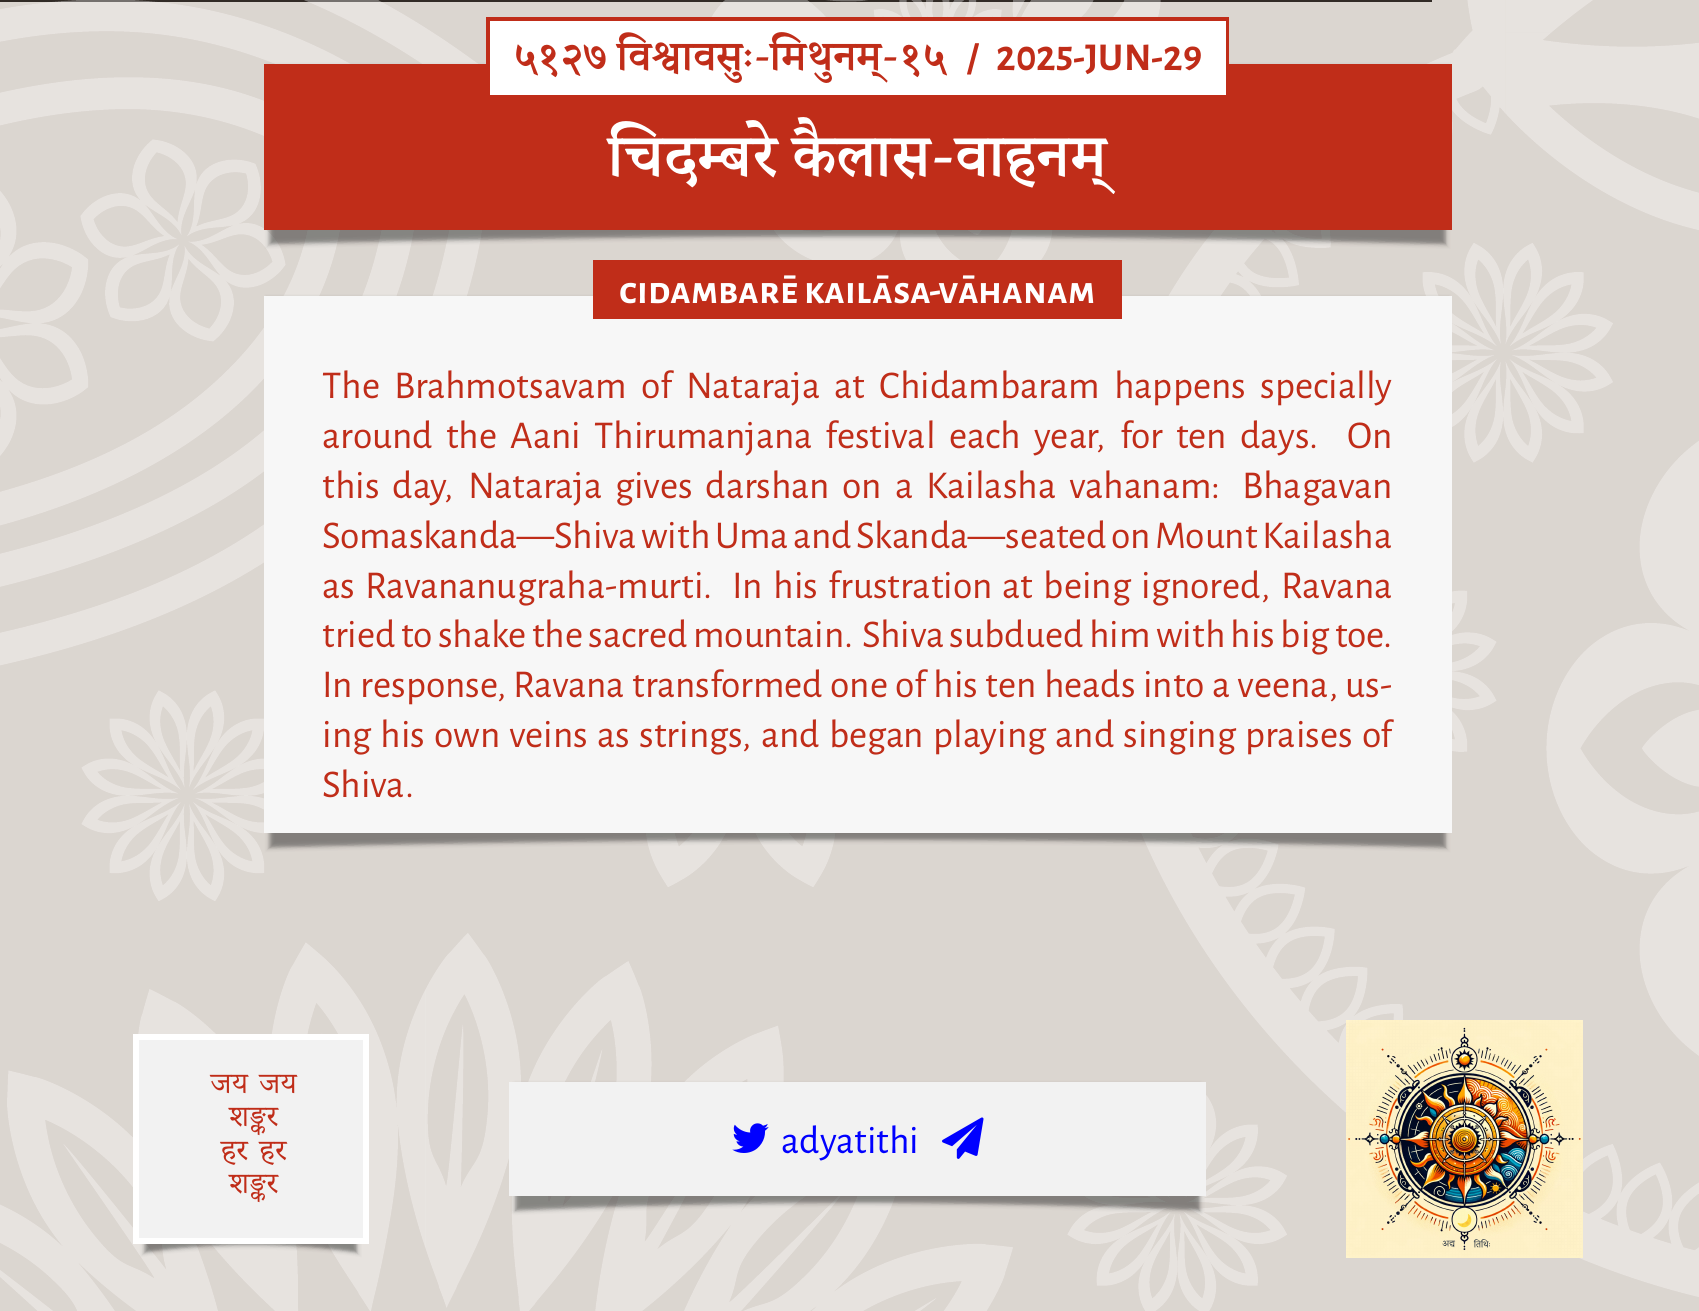 ५१२७ विश्वावसुः-मिथुनम्-१५ / 2025-JUN-29
चिदम्बरे कैलास-वाहनम्
CIDAMBARĒ KAILĀSA-VĀHANAM
The Brahmotsavam of Nataraja at Chidambaram happens specially
around the Aani Thirumanjana festival each year, for ten days. On
this day, Nataraja gives darshan on a Kailasha vahanam: Bhagavan
Somaskanda—Shiva with Uma and Skanda—seated on Mount Kailasha
as Ravananugraha-murti. In his frustration at being ignored, Ravana
tried to shake the sacred mountain. Shiva subdued him with his big toe.
In response, Ravana transformed one of his ten heads into a veena, us-
ing his own veins as strings, and began playing and singing praises of
Shiva.
जय जय
शङ्कर
हर हर
शङ्कर
adyatithi
अद्य तिथिः